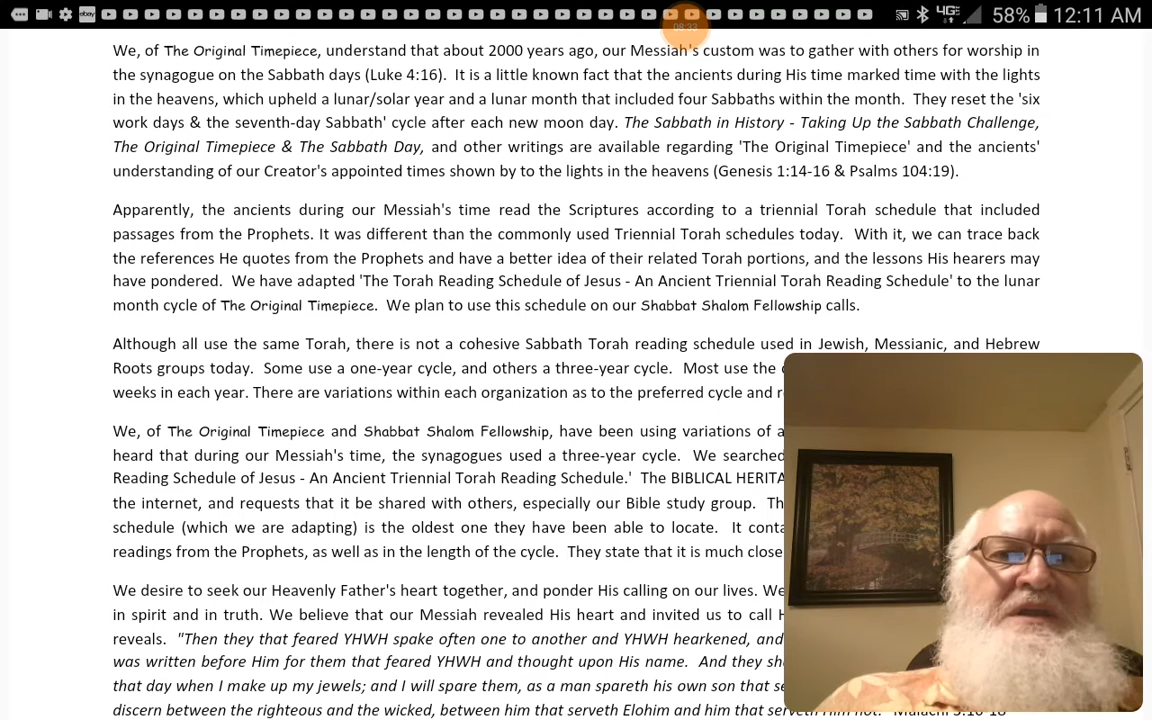 ebay 4G 58% 12:11 AM
08:33
We, of The Original Timepiece, understand that about 2000 years ago, our Messiah's custom was to gather with others for worship in
the synagogue on the Sabbath days (Luke 4:16). It is a little known fact that the ancients during His time marked time with the lights
in the heavens, which upheld a lunar/solar year and a lunar month that included four Sabbaths within the month. They reset the 'six
work days & the seventh-day Sabbath' cycle after each new moon day. The Sabbath in History - Taking Up the Sabbath Challenge,
The Original Timepiece & The Sabbath Day, and other writings are available regarding 'The Original Timepiece' and the ancients'
understanding of our Creator's appointed times shown by to the lights in the heavens (Genesis 1:14-16 & Psalms 104:19).
Apparently, the ancients during our Messiah's time read the Scriptures according to a triennial Torah schedule that included
passages from the Prophets. It was different than the commonly used Triennial Torah schedules today. With it, we can trace back
the references He quotes from the Prophets and have a better idea of their related Torah portions, and the lessons His hearers may
have pondered. We have adapted 'The Torah Reading Schedule of Jesus - An Ancient Triennial Torah Reading Schedule' to the lunar
month cycle of The Original Timepiece. We plan to use this schedule on our Shabbat Shalom Fellowship calls.
Although all use the same Torah, there is not a cohesive Sabbath Torah reading schedule used in Jewish, Messianic, and Hebrew
Roots groups today. Some use a one-year cycle, and others a three-year cycle. Most use the
weeks in each year. There are variations within each organization as to the preferred cycle and
We, of The Original Timepiece and Shabbat Shalom Fellowship, have been using variations of a
heard that during our Messiah's time, the synagogues used a three-year cycle. We searched
Reading Schedule of Jesus - An Ancient Triennial Torah Reading Schedule.' The BIBLICAL HERITA
the internet, and requests that it be shared with others, especially our Bible study group. Th
schedule (which we are adapting) is the oldest one they have been able to locate. It conta
readings from the Prophets, as well as in the length of the cycle. They state that it is much close
We desire to seek our Heavenly Father's heart together, and ponder His calling on our lives. We
in spirit and in truth. We believe that our Messiah revealed His heart and invited us to call H
reveals. "Then they that feared YHWH spake often one to another and YHWH hearkened, and
was written before Him for them that feared YHWH and thought upon His name. And they sh
that day when I make up my jewels; and I will spare them, as a man spareth his own son that se
discern between the righteous and the wicked, between him that serveth Elohim and him that serveth Him not." Malachi 3:16-18